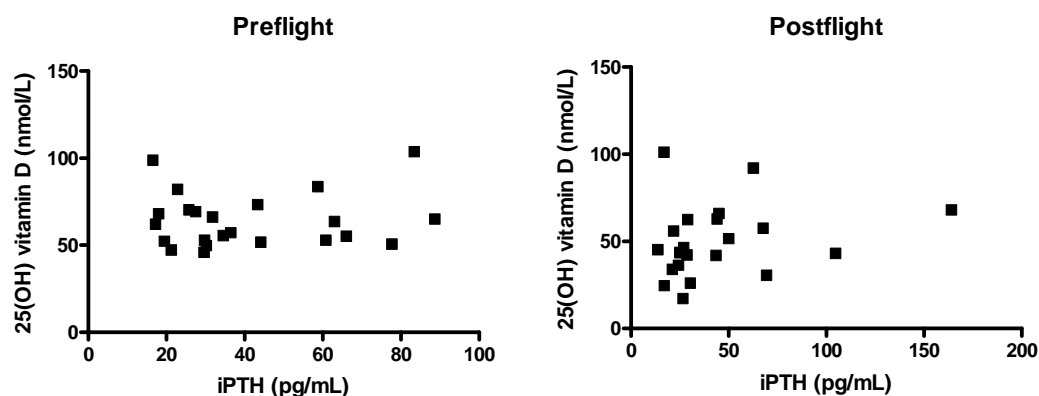 Preflight
25(OH) vitamin D (nmol/L)
150
100
50
0
0 20 40 60 80 100
iPTH (pg/mL)
Postflight
25(OH) vitamin D (nmol/L)
150
100
50
0
0 50 100 150 200
iPTH (pg/mL)